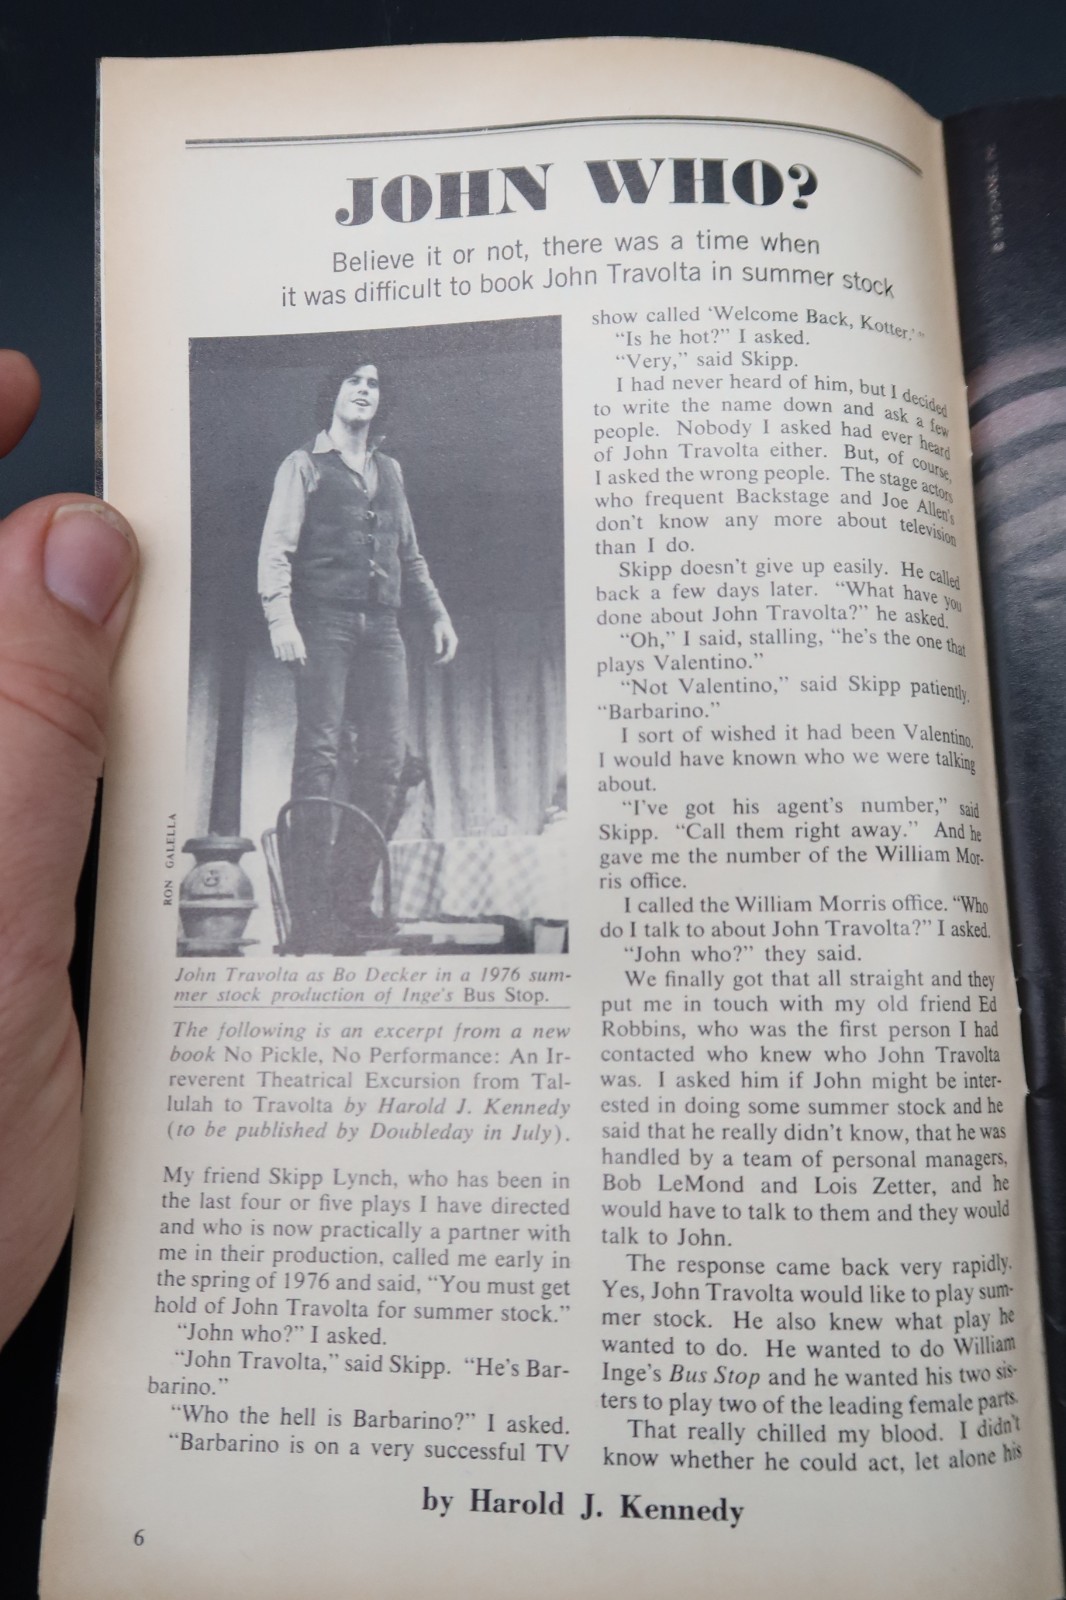 JOHN WHO?
Believe it or not, there was a time when
it was difficult to book John Travolta in summer stock
RON GALELLA
John Travolta as Bo Decker in a 1976 sum-
mer stock production of Inge's Bus Stop.
The following is an excerpt from a new
book No Pickle, No Performance: An Ir-
reverent Theatrical Excursion from Tal-
lulah to Travolta by Harold J. Kennedy
(to be published by Doubleday in July).
My friend Skipp Lynch, who has been in
the last four or five plays I have directed
and who is now practically a partner with
me in their production, called me early in
the spring of 1976 and said, “You must get
hold of John Travolta for summer stock.”
“John who?” I asked.
“John Travolta,” said Skipp. “He's Bar-
barino.”
“Who the hell is Barbarino?” I asked.
“Barbarino is on a very successful TV
show called ‘Welcome Back, Kotter.’ ”
“Is he hot?” I asked.
“Very,” said Skipp.
I had never heard of him, but I decided
to write the name down and ask a few
people. Nobody I asked had ever heard
of John Travolta either. But, of course,
I asked the wrong people. The stage actors
who frequent Backstage and Joe Allen's
don't know any more about television
than I do.
Skipp doesn't give up easily. He called
back a few days later. “What have you
done about John Travolta?” he asked.
“Oh,” I said, stalling, “he's the one that
plays Valentino.”
“Not Valentino,” said Skipp patiently.
“Barbarino.”
I sort of wished it had been Valentino,
I would have known who we were talking
about.
“I've got his agent's number,” said
Skipp. “Call them right away.” And he
gave me the number of the William Mor-
ris office.
I called the William Morris office. “Who
do I talk to about John Travolta?” I asked.
“John who?” they said.
We finally got that all straight and they
put me in touch with my old friend Ed
Robbins, who was the first person I had
contacted who knew who John Travolta
was. I asked him if John might be inter-
ested in doing some summer stock and he
said that he really didn't know, that he was
handled by a team of personal managers,
Bob LeMond and Lois Zetter, and he
would have to talk to them and they would
talk to John.
The response came back very rapidly.
Yes, John Travolta would like to play sum-
mer stock. He also knew what play he
wanted to do. He wanted to do William
Inge's Bus Stop and he wanted his two sis-
ters to play two of the leading female parts.
That really chilled my blood. I didn't
know whether he could act, let alone his
by Harold J. Kennedy
6
© 1978 CHANEL, INC